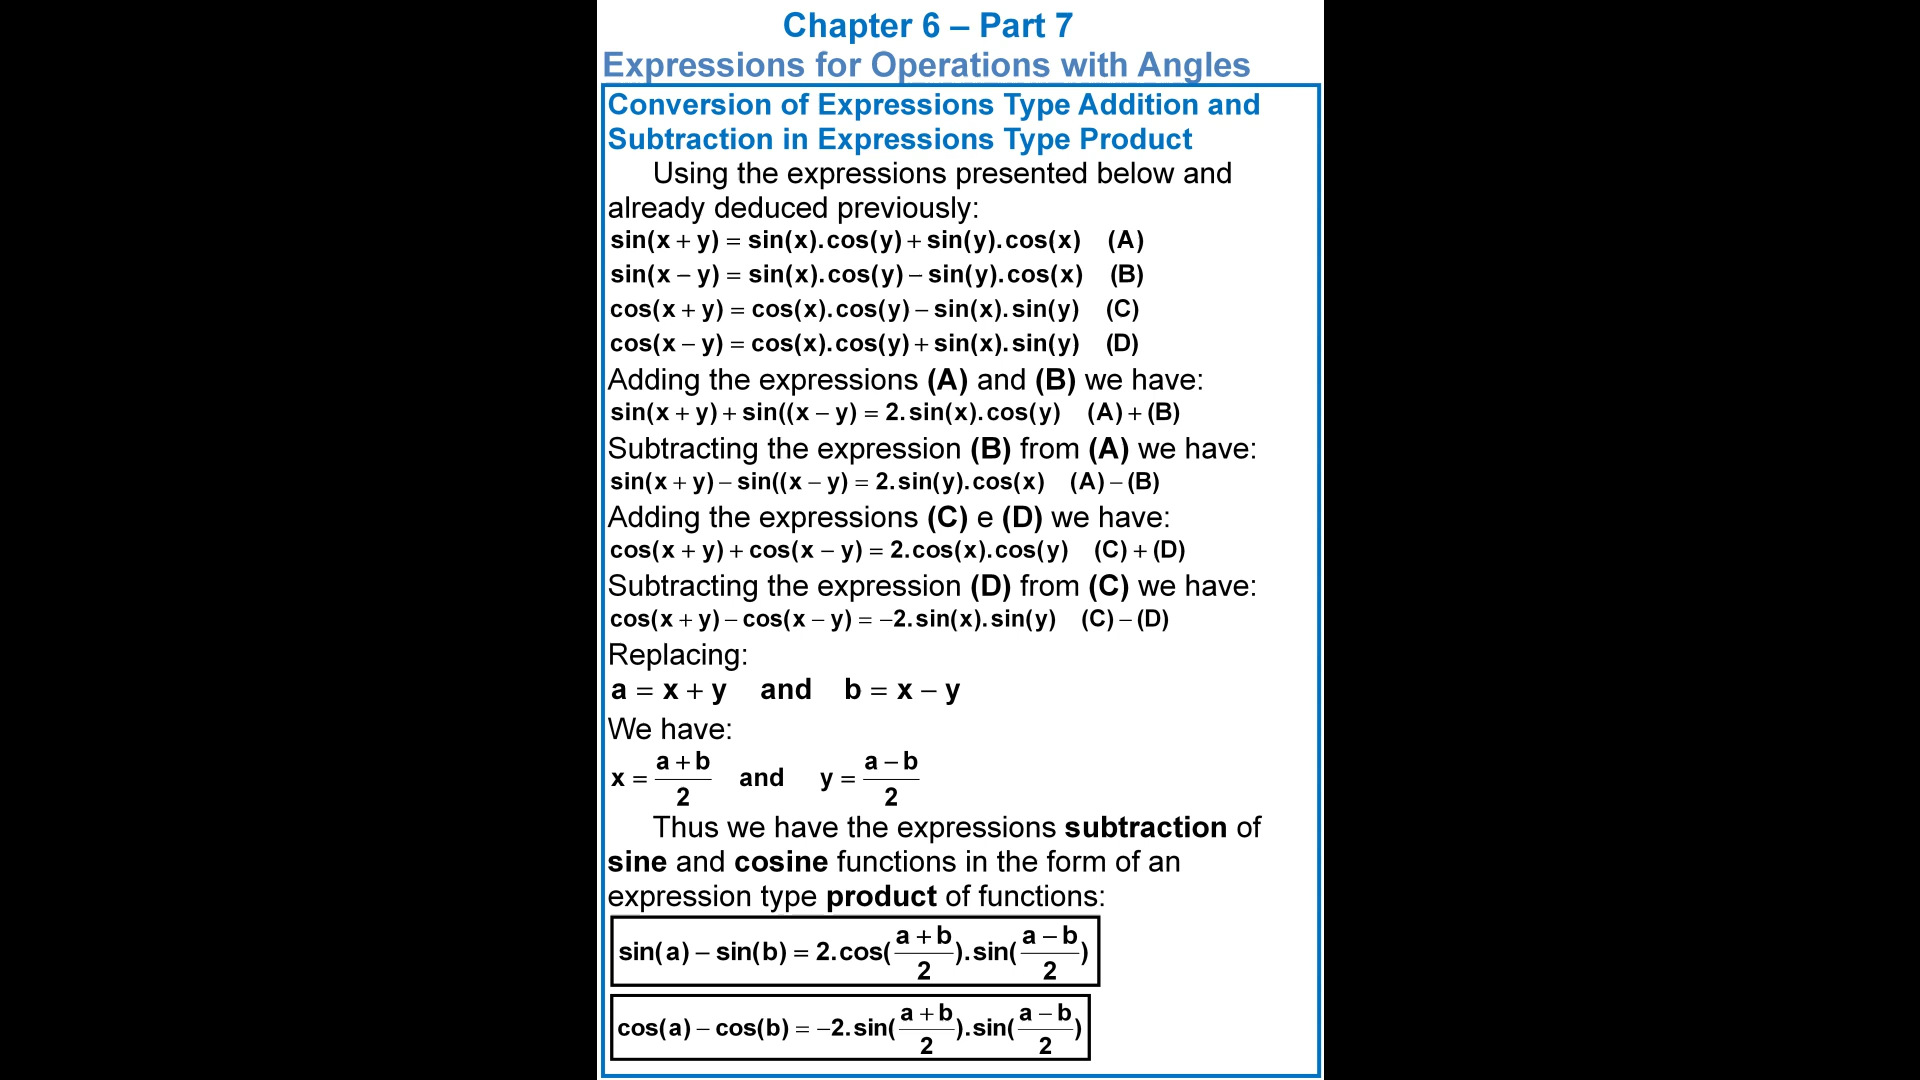 Chapter 6 – Part 7
Expressions for Operations with Angles
Conversion of Expressions Type Addition and
Subtraction in Expressions Type Product
Using the expressions presented below and
already deduced previously:
sin(x + y) = sin(x).cos(y) + sin(y).cos(x) (A)
sin(x – y) = sin(x).cos(y) – sin(y).cos(x) (B)
cos(x + y) = cos(x).cos(y) – sin(x).sin(y) (C)
cos(x – y) = cos(x).cos(y) + sin(x).sin(y) (D)
Adding the expressions (A) and (B) we have:
sin(x + y) + sin((x – y) = 2.sin(x).cos(y) (A) + (B)
Subtracting the expression (B) from (A) we have:
sin(x + y) – sin((x – y) = 2.sin(y).cos(x) (A) – (B)
Adding the expressions (C) e (D) we have:
cos(x + y) + cos(x – y) = 2.cos(x).cos(y) (C) + (D)
Subtracting the expression (D) from (C) we have:
cos(x + y) – cos(x – y) = –2.sin(x).sin(y) (C) – (D)
Replacing:
a = x + y and b = x – y
We have:
x = (a + b)/2 and y = (a – b)/2
Thus we have the expressions subtraction of
sine and cosine functions in the form of an
expression type product of functions:
sin(a) – sin(b) = 2.cos((a + b)/2).sin((a – b)/2)
cos(a) – cos(b) = –2.sin((a + b)/2).sin((a – b)/2)